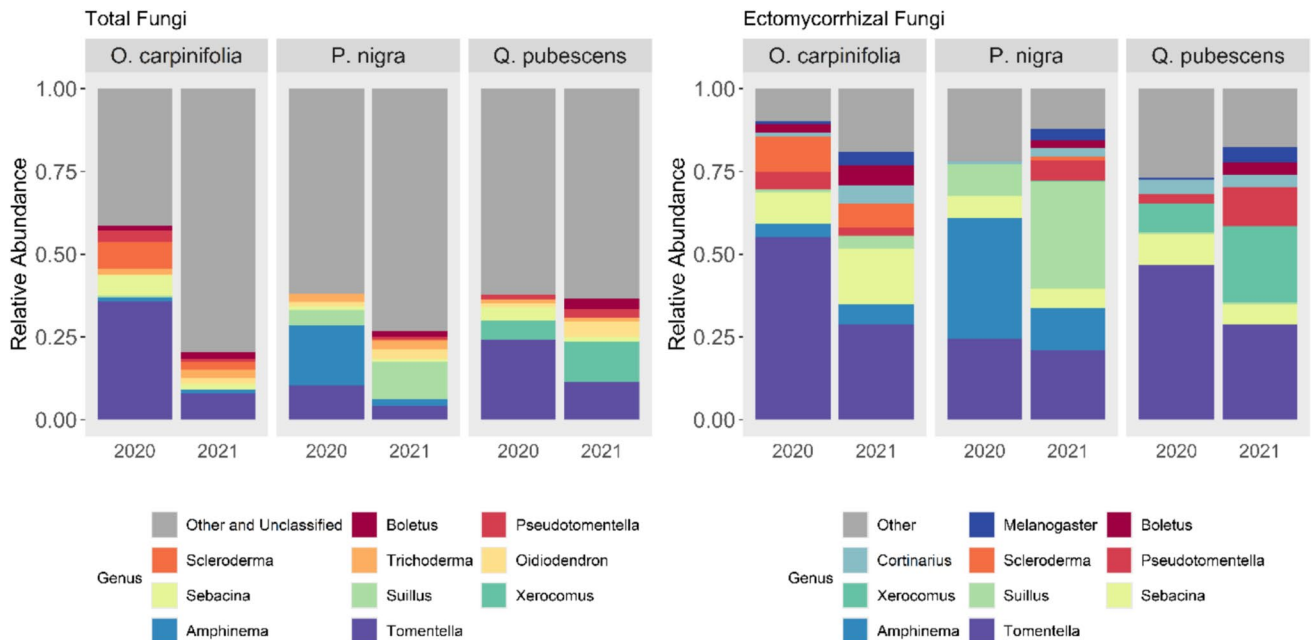 Total Fungi
O. carpinifolia P. nigra Q. pubescens
1.00
0.75
0.50
0.25
0.00
Relative Abundance
2020 2021 2020 2021 2020 2021
Genus
Other and Unclassified Boletus Pseudotomentella
Scleroderma Trichoderma Oidiodendron
Sebacina Suillus Xerocomus
Amphinema Tomentella
Ectomycorrhizal Fungi
O. carpinifolia P. nigra Q. pubescens
1.00
0.75
0.50
0.25
0.00
Relative Abundance
2020 2021 2020 2021 2020 2021
Genus
Other Melanogaster Boletus
Cortinarius Scleroderma Pseudotomentella
Xerocomus Suillus Sebacina
Amphinema Tomentella